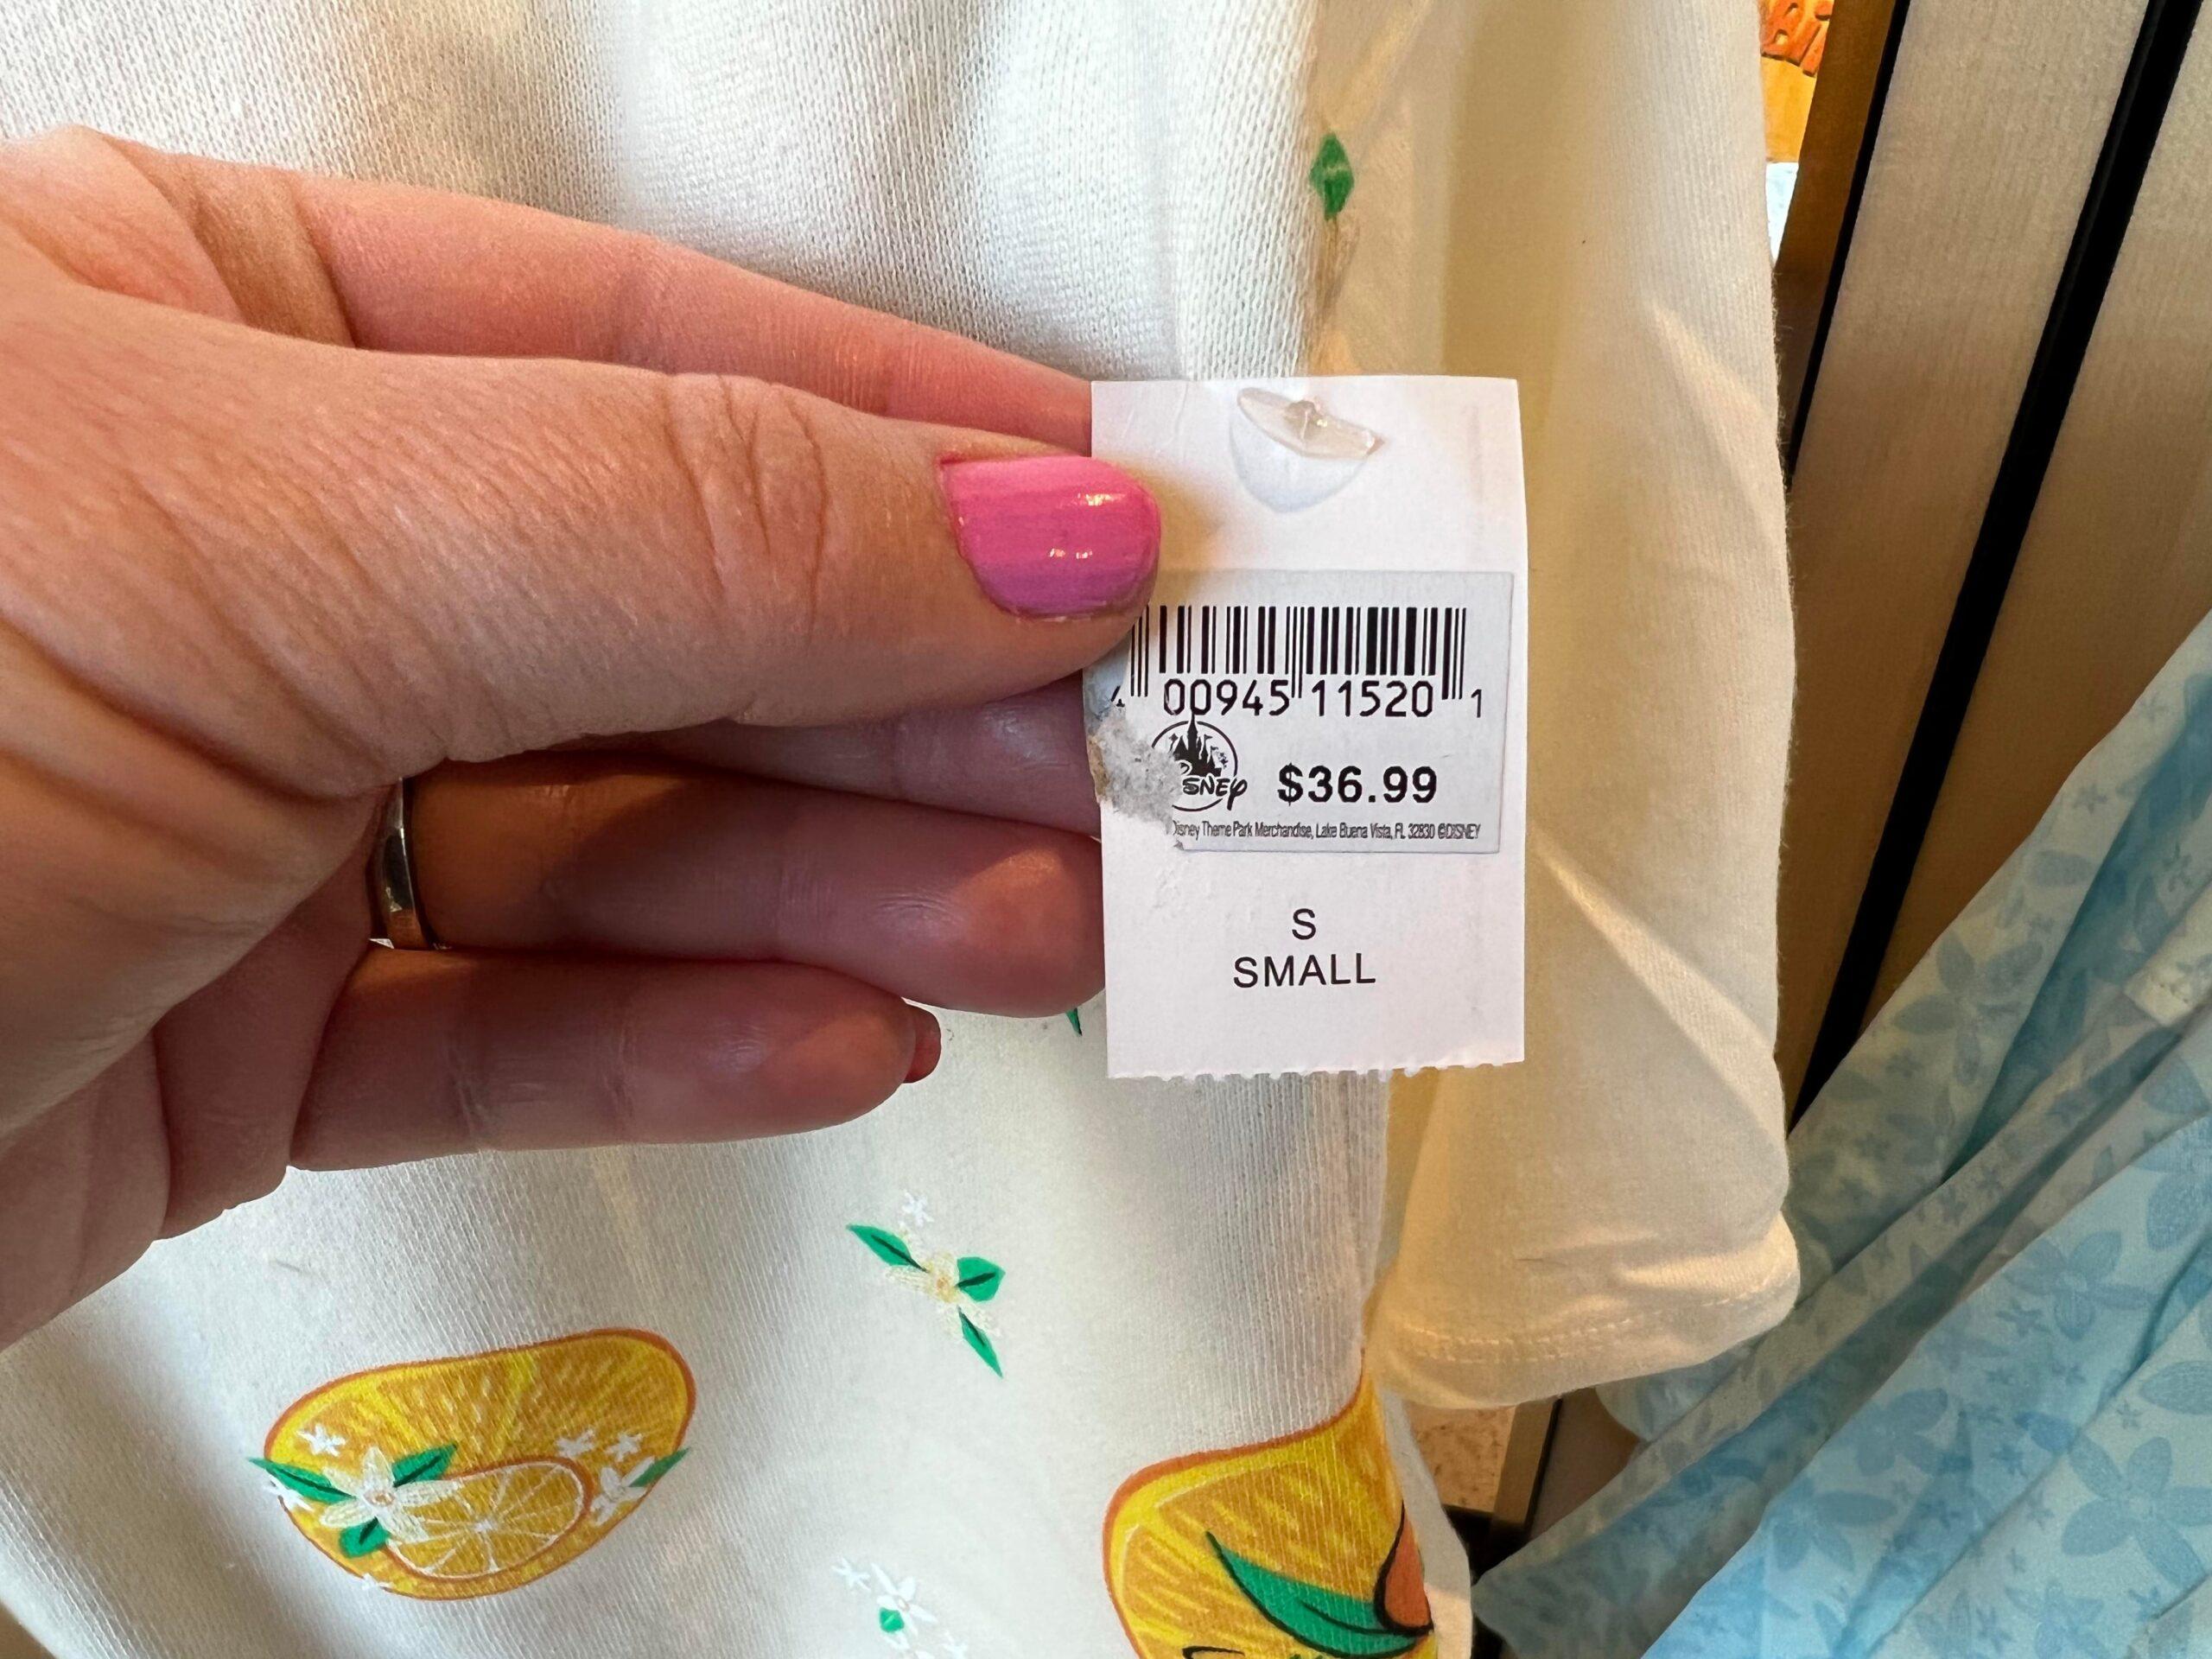 4 00945 11520 1
DISNEY $36.99
Disney Theme Park Merchandise, Lake Buena Vista, FL 32830 ©DISNEY
S
SMALL